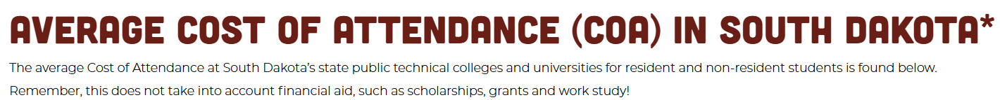 AVERAGE COST OF ATTENDANCE (COA) IN SOUTH DAKOTA*
The average Cost of Attendance at South Dakota's state public technical colleges and universities for resident and non-resident students is found below.
Remember, this does not take into account financial aid, such as scholarships, grants and work study!